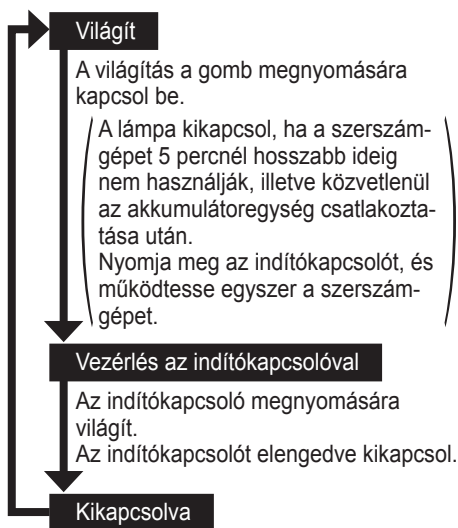 Világít
A világítás a gomb megnyomására
kapcsol be.
A lámpa kikapcsol, ha a szerszám-
gépet 5 percnél hosszabb ideig
nem használják, illetve közvetlenül
az akkumulátoregység csatlakozta-
tása után.
Nyomja meg az indítókapcsolót, és
működtesse egyszer a szerszám-
gépet.
Vezérlés az indítókapcsolóval
Az indítókapcsoló megnyomására
világít.
Az indítókapcsolót elengedve kikapcsol.
Kikapcsolva